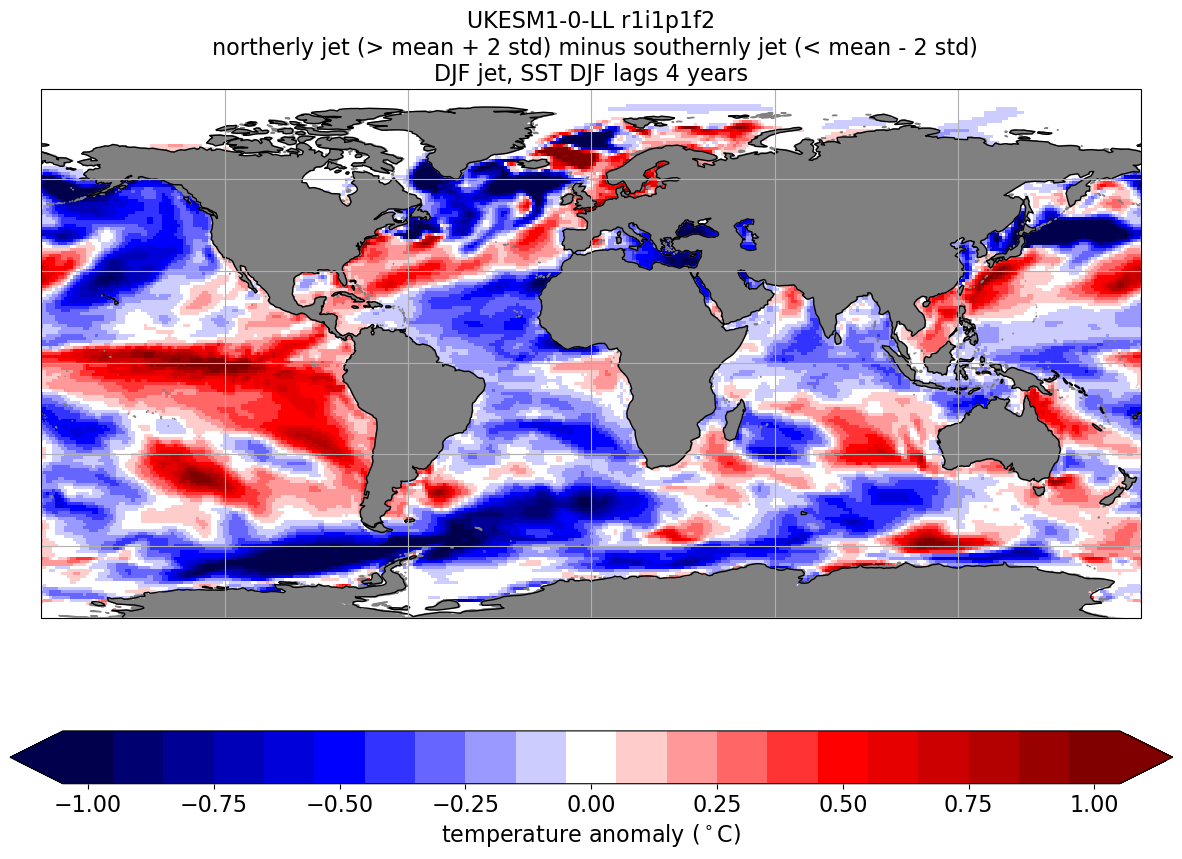 UKESM1-0-LL r1i1p1f2
northerly jet (> mean + 2 std) minus southernly jet (< mean - 2 std)
DJF jet, SST DJF lags 4 years
−1.00 −0.75 −0.50 −0.25 0.00 0.25 0.50 0.75 1.00
temperature anomaly (°C)